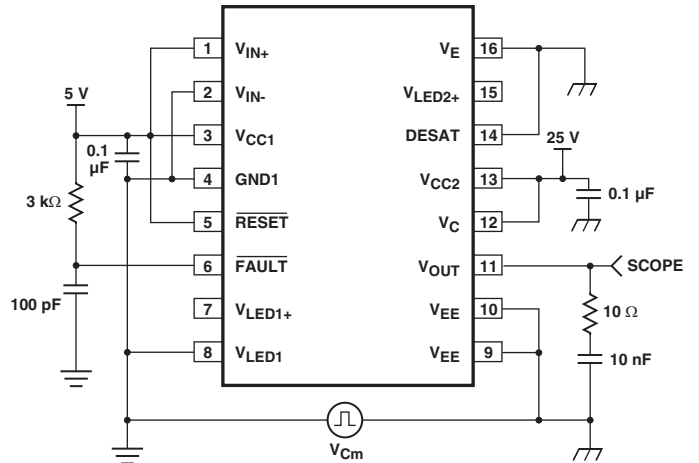 1 V_IN+ V_E 16
5 V
2 V_IN- V_LED2+ 15
3 V_CC1 DESAT 14
25 V
0.1 µF
4 GND1 V_CC2 13
0.1 µF
3 kΩ
5 RESET V_C 12
6 FAULT V_OUT 11 SCOPE
100 pF
7 V_LED1+ V_EE 10
10 Ω
8 V_LED1 V_EE 9
10 nF
V_Cm